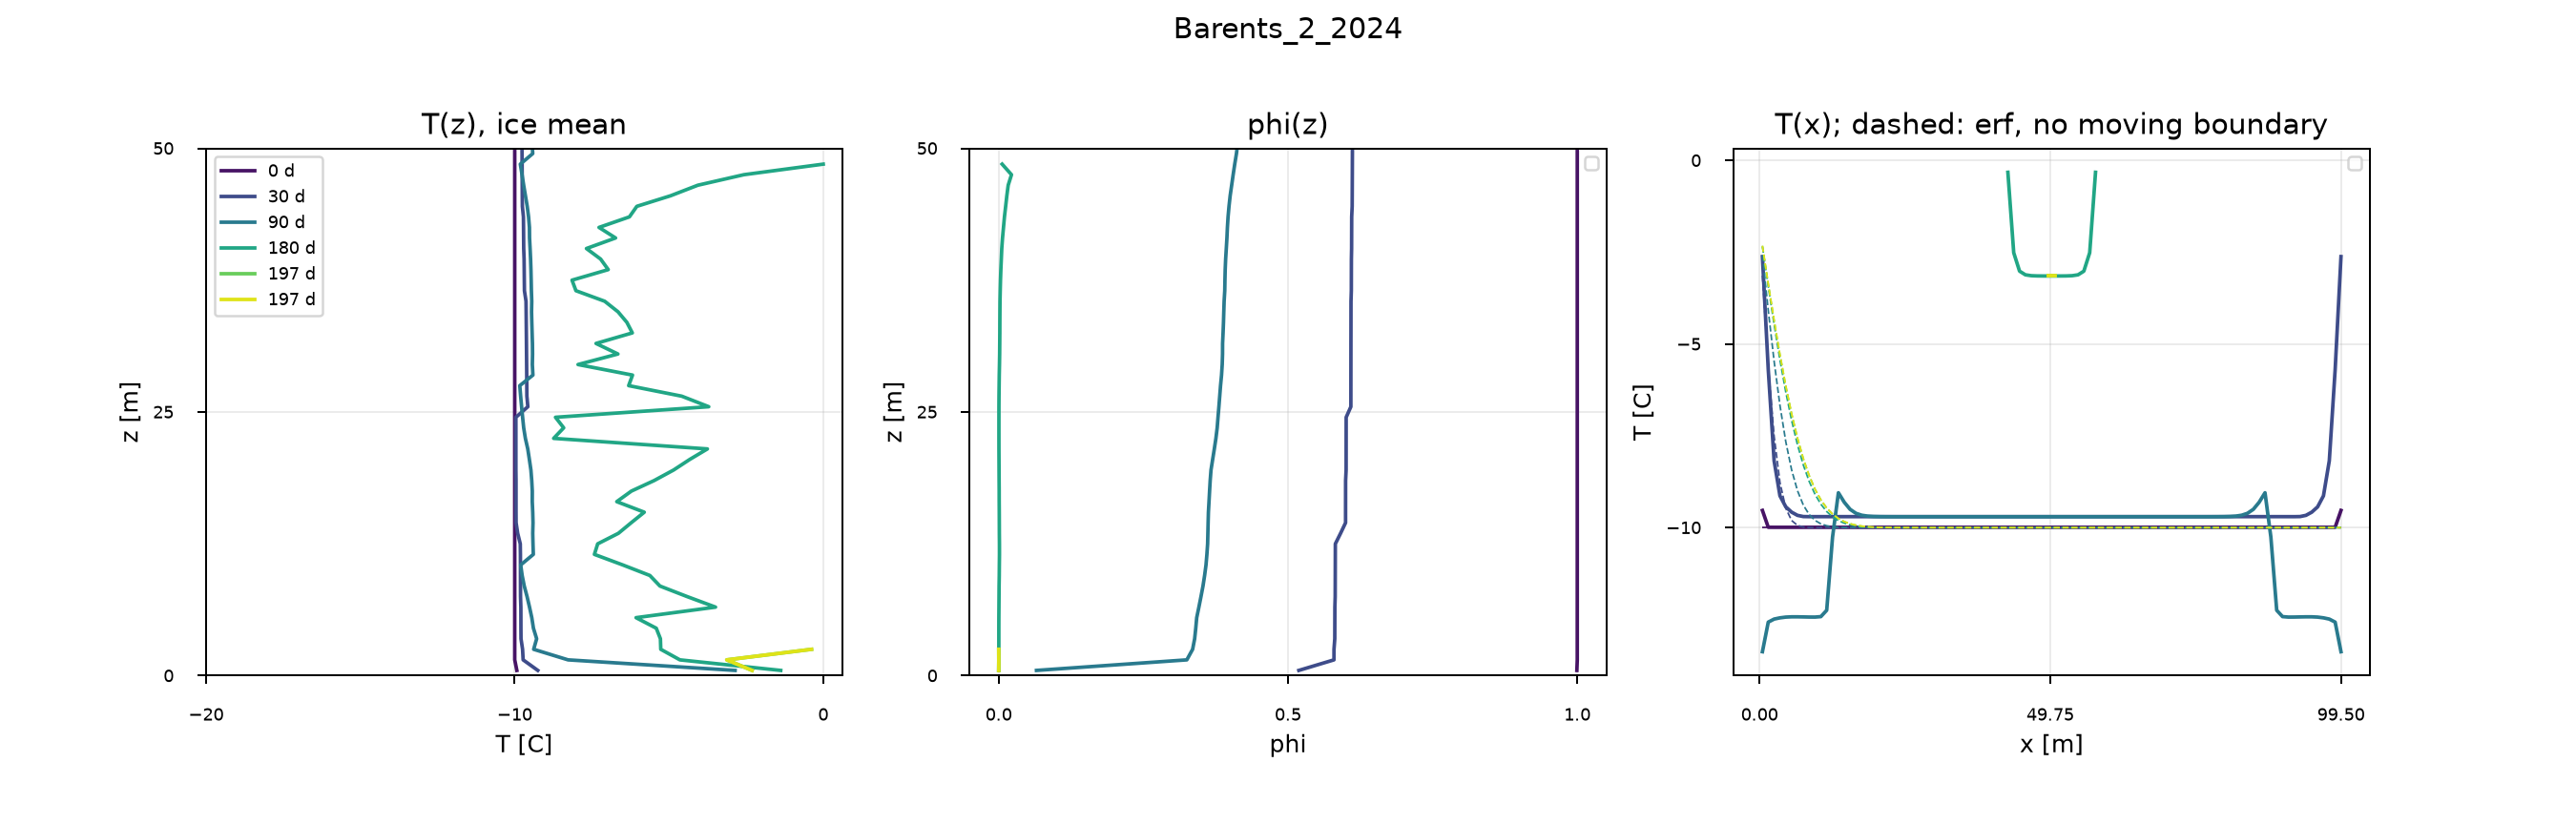 Barents_2_2024
T(z), ice mean
50
25
0
z [m]
0 d
30 d
90 d
180 d
197 d
197 d
−20
−10
0
T [C]
phi(z)
50
25
0
z [m]
0.0
0.5
1.0
phi
T(x); dashed: erf, no moving boundary
0
−5
−10
T [C]
0.00
49.75
99.50
x [m]